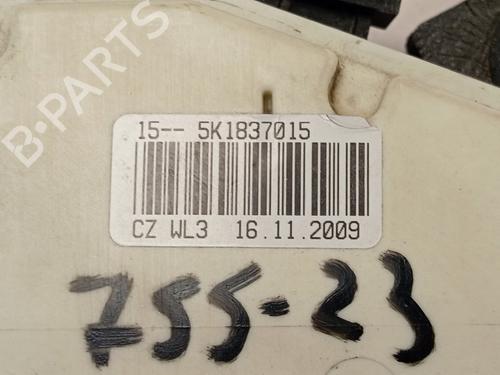 B-PARTS
15-- 5K1837015
CZ WL3 16.11.2009
755-23